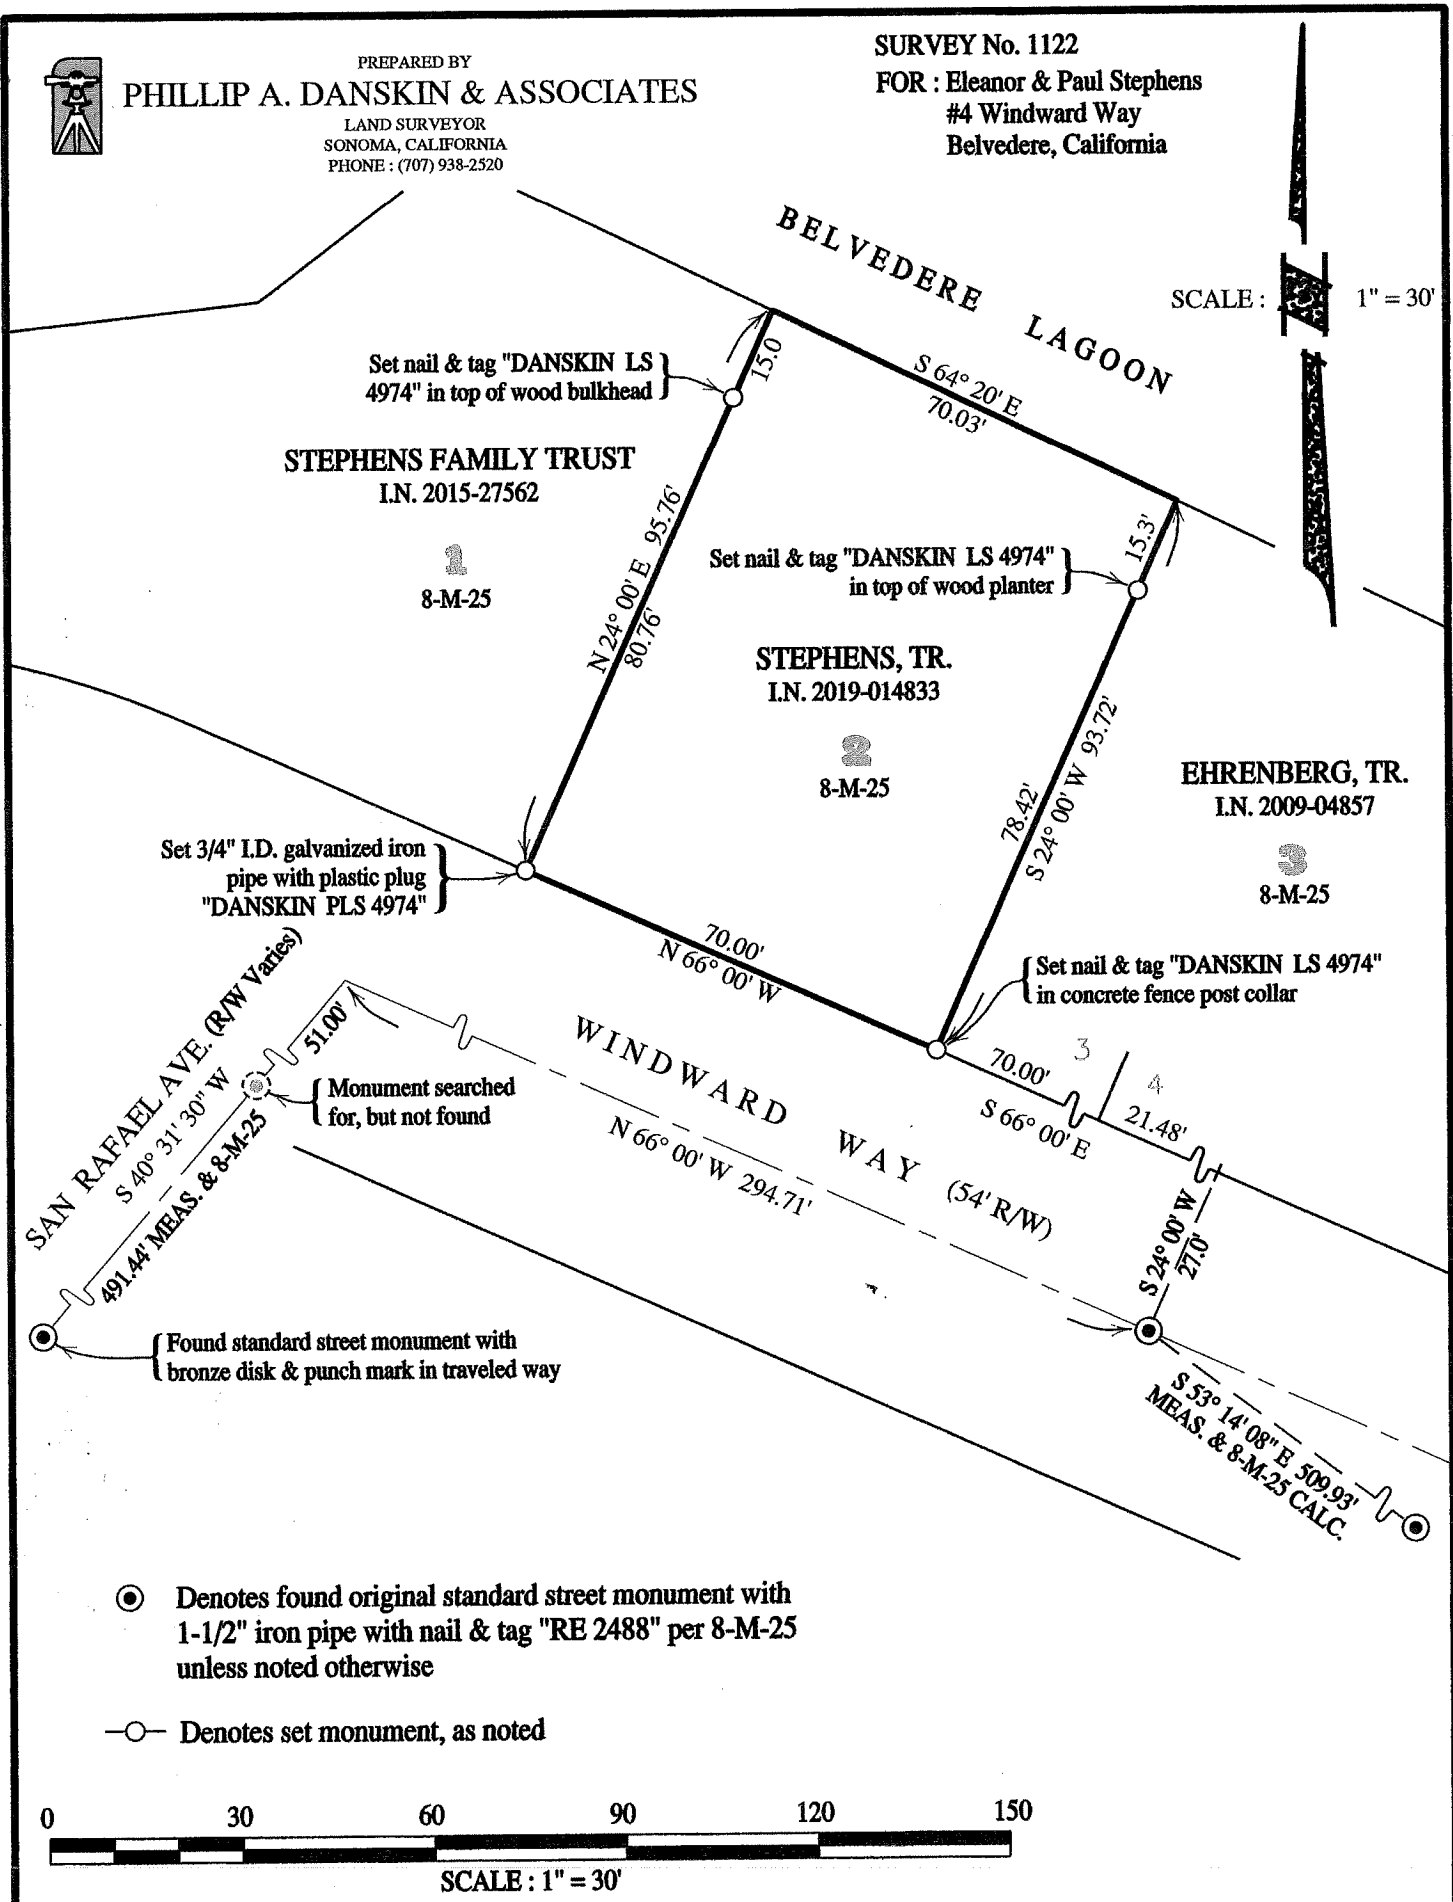 PREPARED BY
PHILLIP A. DANSKIN & ASSOCIATES
LAND SURVEYOR
SONOMA, CALIFORNIA
PHONE : (707) 938-2520
SURVEY No. 1122
FOR : Eleanor & Paul Stephens
#4 Windward Way
Belvedere, California
SCALE : 1" = 30'
BELVEDERE LAGOON
S 64° 20' E
70.03'
15.0
Set nail & tag "DANSKIN LS
4974" in top of wood bulkhead
STEPHENS FAMILY TRUST
I.N. 2015-27562
1
8-M-25
N 24° 00' E 95.76'
80.76'
15.3'
Set nail & tag "DANSKIN LS 4974"
in top of wood planter
STEPHENS, TR.
I.N. 2019-014833
2
8-M-25
78.42'
S 24° 00' W 93.72'
EHRENBERG, TR.
I.N. 2009-04857
3
8-M-25
Set 3/4" I.D. galvanized iron
pipe with plastic plug
"DANSKIN PLS 4974"
70.00'
N 66° 00' W
Set nail & tag "DANSKIN LS 4974"
in concrete fence post collar
SAN RAFAEL AVE. (R/W Varies)
S 40° 31' 30" W
491.44' MEAS. & 8-M-25
51.00'
Monument searched
for, but not found
WINDWARD WAY (54' R/W)
N 66° 00' W 294.71'
70.00'
S 66° 00' E
3
4
21.48'
S 24° 00' W
27.0'
Found standard street monument with
bronze disk & punch mark in traveled way
S 53° 14' 08" E 509.93'
MEAS. & 8-M-25 CALC.
Denotes found original standard street monument with
1-1/2" iron pipe with nail & tag "RE 2488" per 8-M-25
unless noted otherwise
Denotes set monument, as noted
0 30 60 90 120 150
SCALE : 1" = 30'